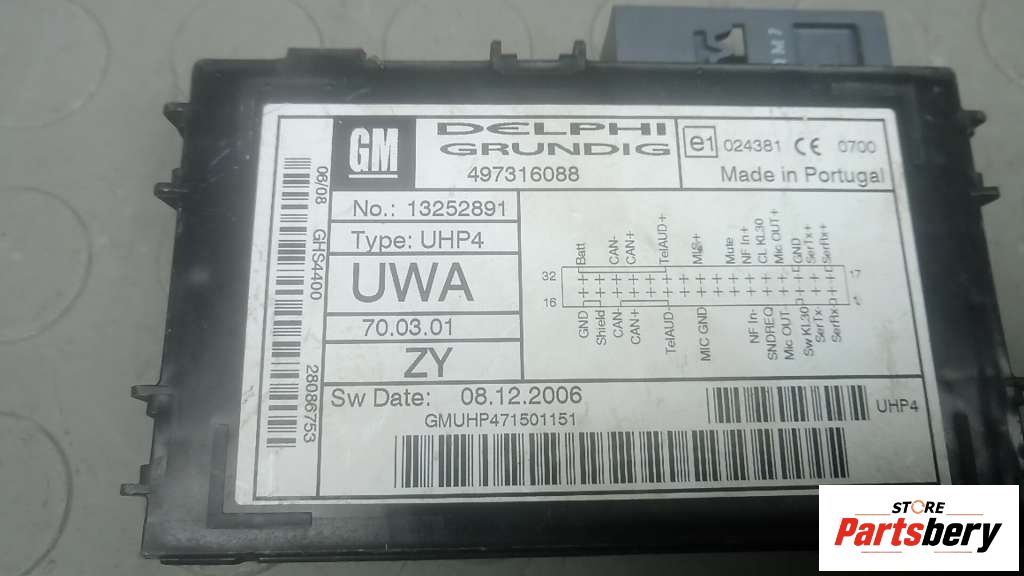 GM
DELPHI
GRUNDIG
497316088
e1 024381 CE 0700
Made in Portugal
No.: 13252891
Type: UHP4
UWA
70.03.01
ZY
06/08 GHS4400 28086753
32 17
16
Batt CAN- CAN+ TelAUD+ Mute NF In+ CL KL30 Mic OUT+ GND SerTx+ SerRx+
GND Shield CAN- CAN+ TelAUD- MIC GND NF In- SNDREQ Mic OUT- Sw KL30 SerTx- SerRx-
Sw Date: 08.12.2006
GMUHP471501151
UHP4
STORE
Partsbery